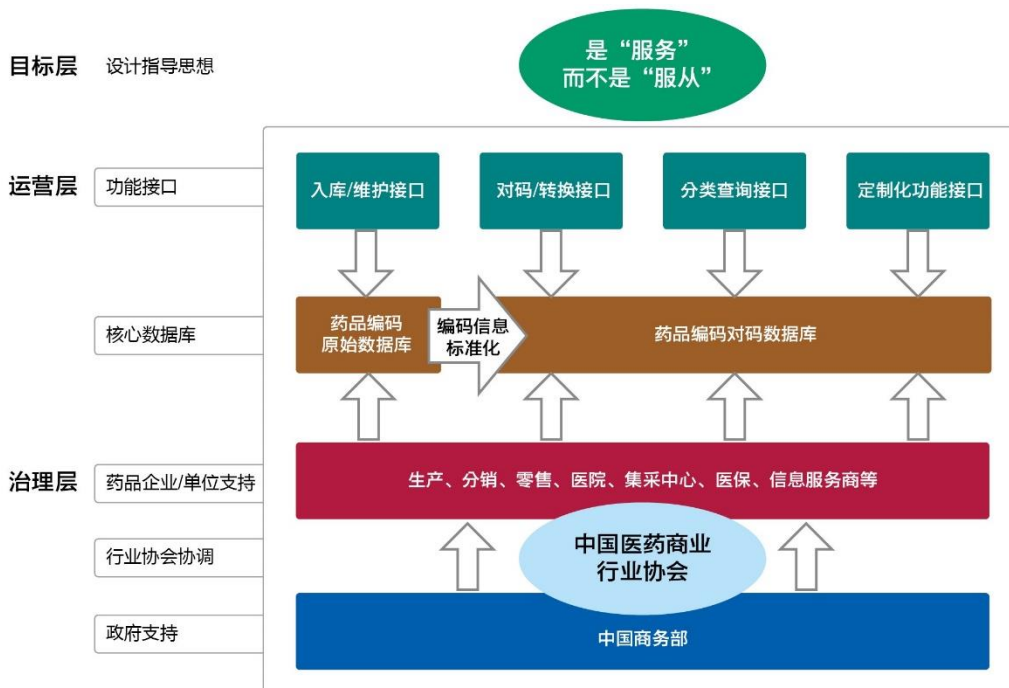 目标层 设计指导思想
是“服务”
而不是“服从”
运营层 功能接口
入库/维护接口 对码/转换接口 分类查询接口 定制化功能接口
核心数据库
药品编码
原始数据库
编码信息
标准化
药品编码对码数据库
治理层 药品企业/单位支持
生产、分销、零售、医院、集采中心、医保、信息服务商等
行业协会协调
中国医药商业
行业协会
政府支持
中国商务部